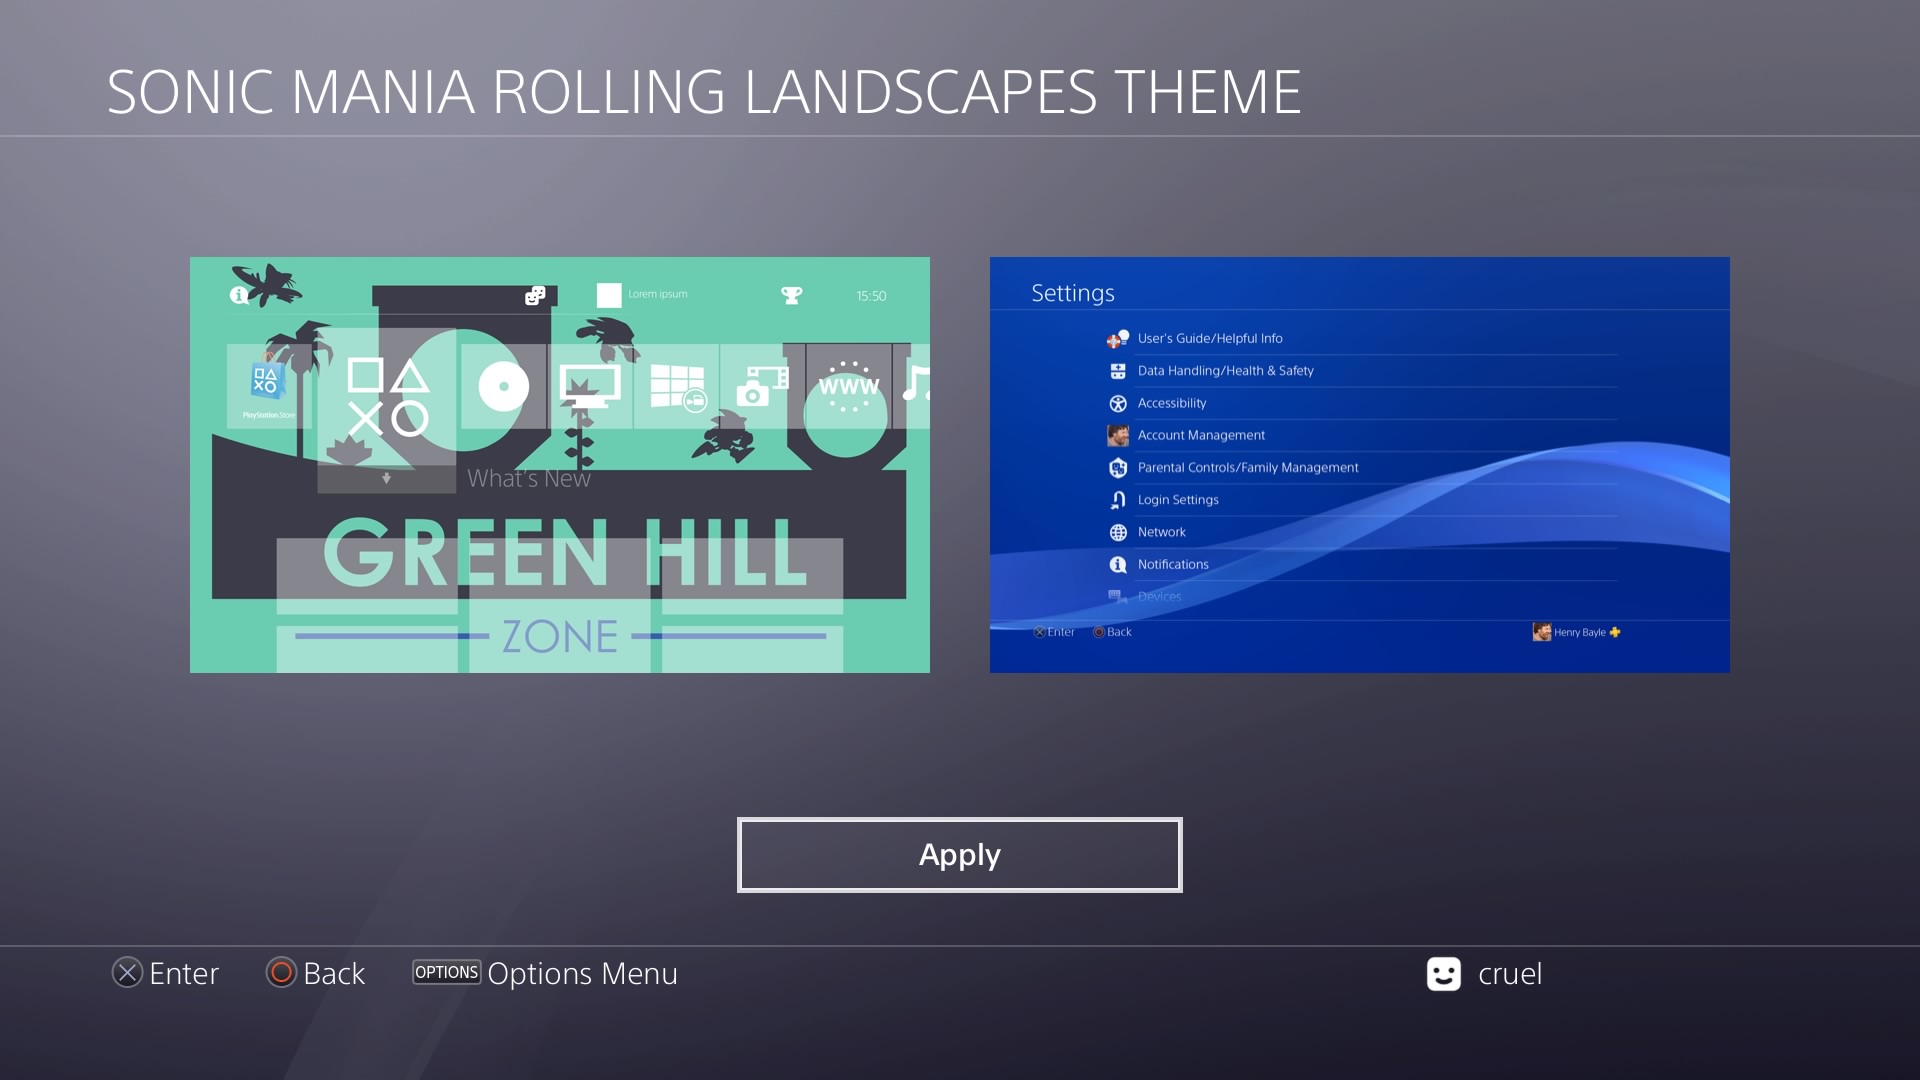 SONIC MANIA ROLLING LANDSCAPES THEME
Lorem ipsum
15:50
PlayStation Store
WWW
What's New
GREEN HILL
ZONE
Settings
User's Guide/Helpful Info
Data Handling/Health & Safety
Accessibility
Account Management
Parental Controls/Family Management
Login Settings
Network
Notifications
Devices
Enter Back Henry Bayle
Apply
Enter Back OPTIONS Options Menu cruel